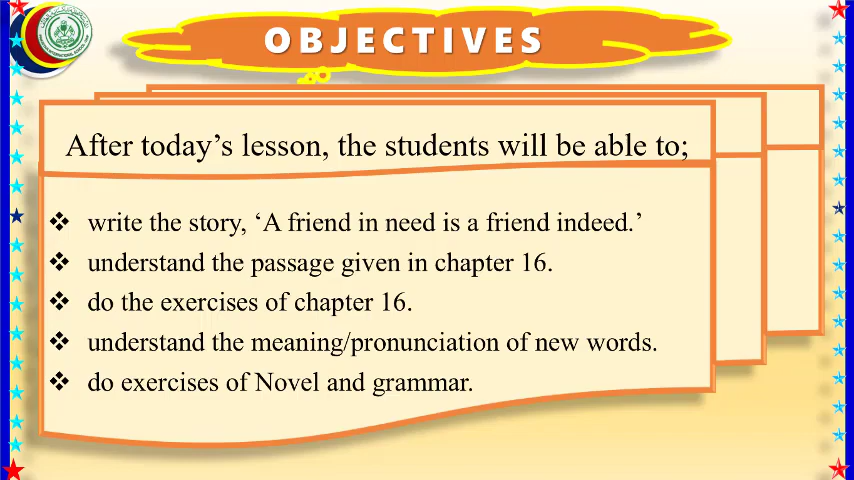 OBJECTIVES
After today’s lesson, the students will be able to;
❖ write the story, ‘A friend in need is a friend indeed.’
❖ understand the passage given in chapter 16.
❖ do the exercises of chapter 16.
❖ understand the meaning/pronunciation of new words.
❖ do exercises of Novel and grammar.